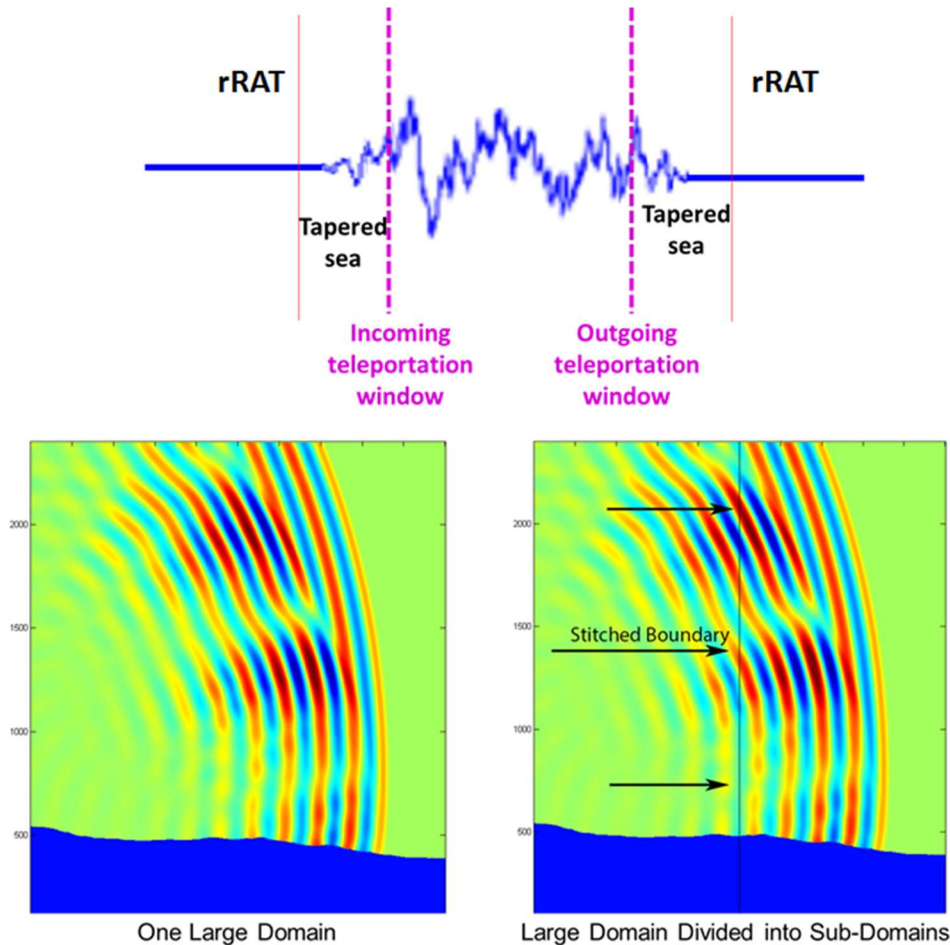 rRAT
rRAT
Tapered
sea
Tapered
sea
Incoming
teleportation
window
Outgoing
teleportation
window
2000
1500
1000
500
One Large Domain
2000
1500
1000
500
Stitched Boundary
Large Domain Divided into Sub-Domains